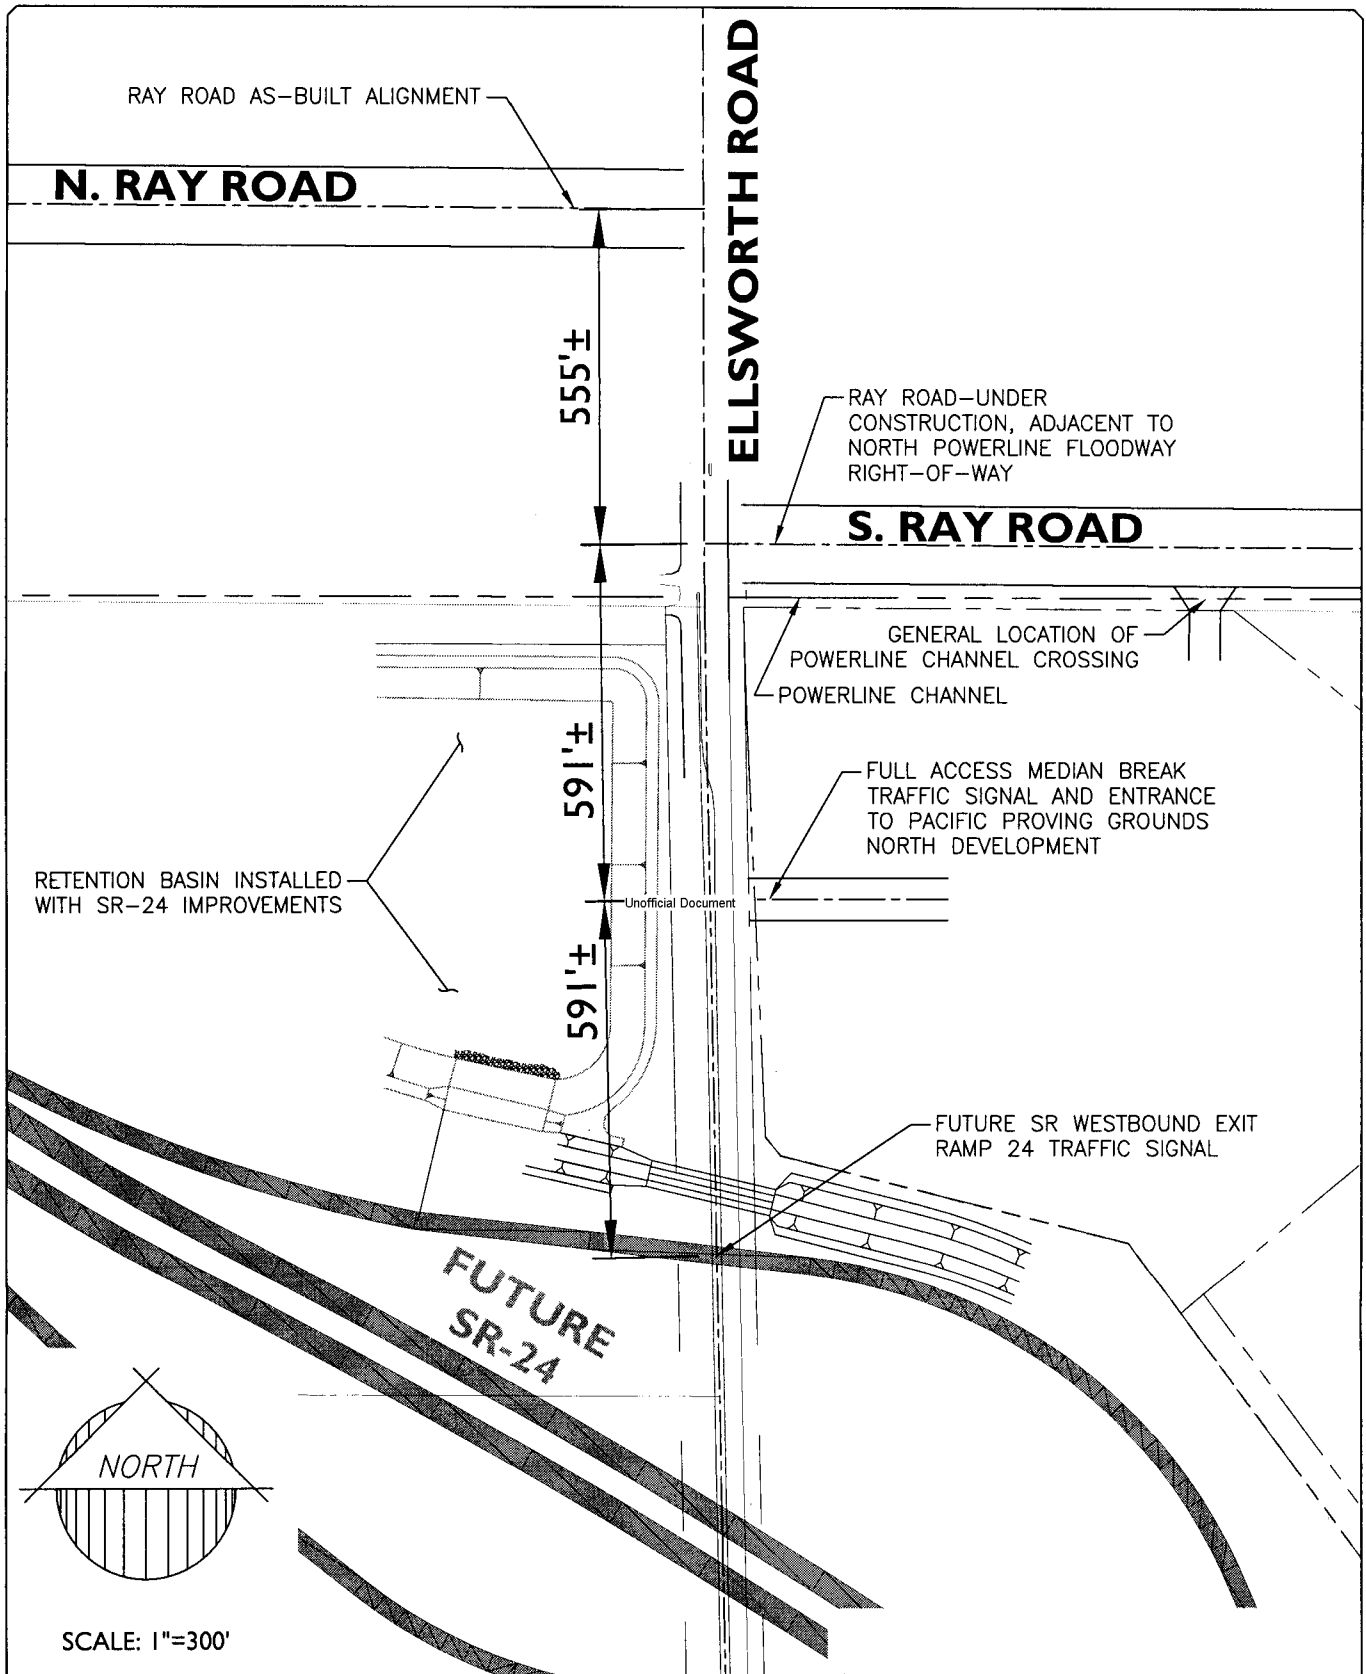 ELLSWORTH ROAD
RAY ROAD AS-BUILT ALIGNMENT
N. RAY ROAD
555'±
RAY ROAD-UNDER
CONSTRUCTION, ADJACENT TO
NORTH POWERLINE FLOODWAY
RIGHT-OF-WAY
S. RAY ROAD
GENERAL LOCATION OF
POWERLINE CHANNEL CROSSING
POWERLINE CHANNEL
591'±
FULL ACCESS MEDIAN BREAK
TRAFFIC SIGNAL AND ENTRANCE
TO PACIFIC PROVING GROUNDS
NORTH DEVELOPMENT
RETENTION BASIN INSTALLED
WITH SR-24 IMPROVEMENTS
Unofficial Document
591'±
FUTURE SR WESTBOUND EXIT
RAMP 24 TRAFFIC SIGNAL
FUTURE
SR-24
NORTH
SCALE: 1"=300'